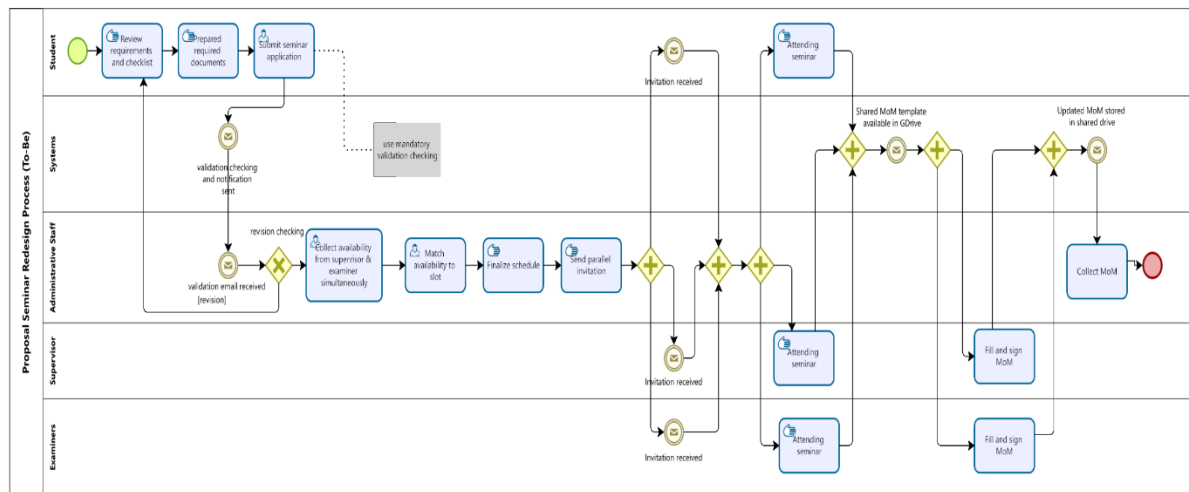 Proposal Seminar Redesign Process (To-Be)
Student
Review
requirements
and checklist
Prepared
required
documents
Submit seminar
application
Invitation received
Attending
seminar
Systems
validation checking
and notification
sent
use mandatory
validation checking
Shared MoM template
available in GDrive
Updated MoM stored
in shared drive
Administrative Staff
revision checking
validation email received
[revision]
Collect availability
from supervisor &
examiner
simultaneously
Match
availability to
slot
Finalize schedule
Send parallel
invitation
Collect MoM
Supervisor
Invitation received
Attending
seminar
Fill and sign
MoM
Examiners
Invitation received
Attending
seminar
Fill and sign
MoM